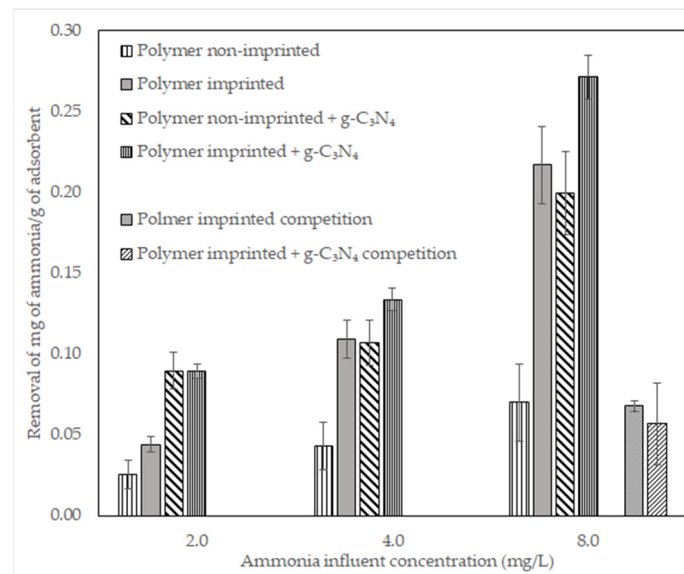 Removal of mg of ammonia/g of adsorbent
0.30
0.25
0.20
0.15
0.10
0.05
0.00
Polymer non-imprinted
Polymer imprinted
Polymer non-imprinted + g-C₃N₄
Polymer imprinted + g-C₃N₄
Polmer imprinted competition
Polymer imprinted + g-C₃N₄ competition
2.0 4.0 8.0
Ammonia influent concentration (mg/L)